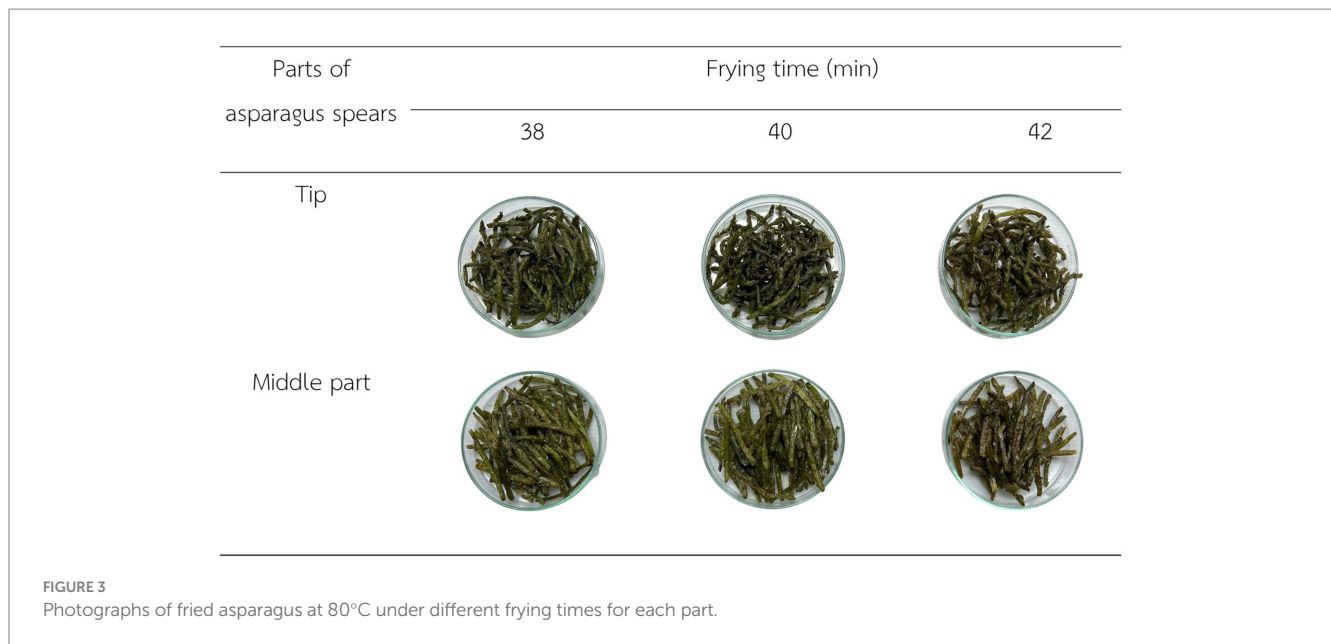 Parts of
asparagus spears
Frying time (min)
38 40 42
Tip
Middle part
FIGURE 3
Photographs of fried asparagus at 80°C under different frying times for each part.